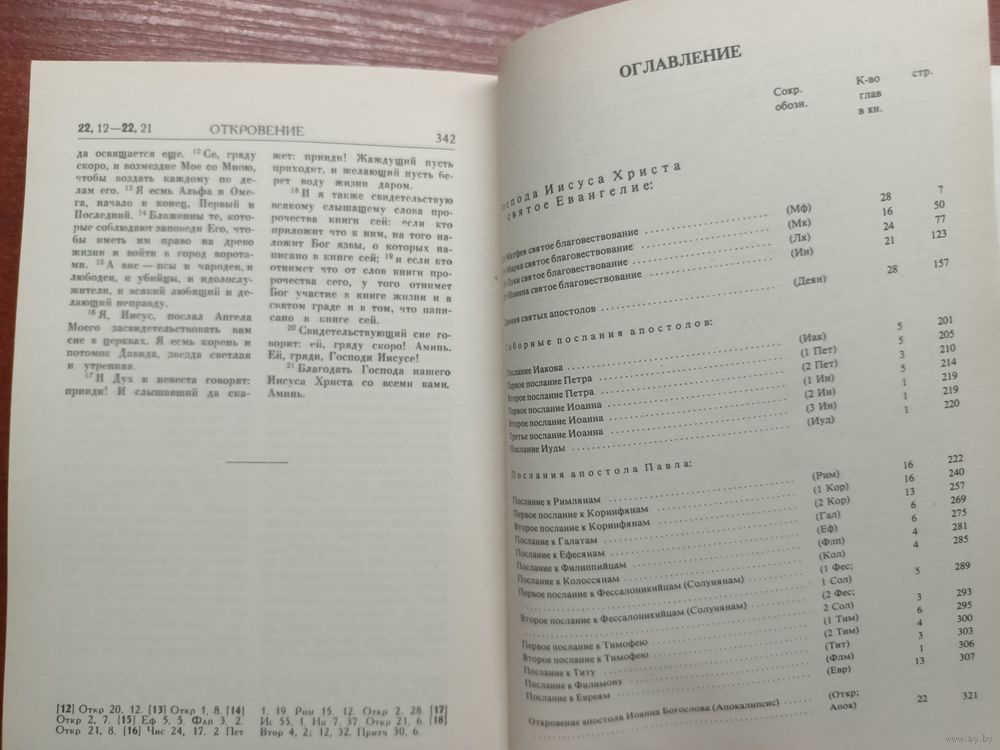 22, 12—22, 21 ОТКРОВЕНИЕ 342
да освящается еще. 12Се, гряду
скоро, и возмездие Мое со Мною,
чтобы воздать каждому по де-
лам его. 13Я есмь Альфа и Оме-
га, начало и конец, Первый и
Последний. 14Блаженны те, кото-
рые соблюдают заповеди Его, что-
бы иметь им право на древо
жизни и войти в город ворота-
ми. 15А вне—псы и чародеи, и
любодеи, и убийцы, и идолослу-
жители, и всякий любящий и де-
лающий неправду.
16Я, Иисус, послал Ангела
Моего засвидетельствовать вам
сие в церквах. Я есмь корень и
потомок Давида, звезда светлая
и утренняя.
17И Дух и невеста говорят:
прииди! И слышавший да ска-
жет: прииди! Жаждущий пусть
приходит, и желающий пусть бе-
рет воду жизни даром.
18И я также свидетельствую
всякому слышащему слова про-
рочества книги сей: если кто
приложит что к ним, на того на-
ложит Бог язвы, о которых на-
писано в книге сей; 19и если кто
отнимет что от слов книги про-
рочества сего, у того отнимет
Бог участие в книге жизни и в
святом граде и в том, что напи-
сано в книге сей.
20Свидетельствующий сие го-
ворит: ей, гряду скоро! Аминь.
Ей, гряди, Господи Иисусе!
21Благодать Господа нашего
Иисуса Христа со всеми вами.
Аминь.
[12] Откр 20, 12. [13] Откр 1, 8. [14]
Откр 2, 7. [15] Еф 5, 5. Флп 3, 2.
Откр 21, 8. [16] Чис 24, 17. 2 Пет
1, 19. Рим 15, 12. Откр 2, 28. [17]
Ис 55, 1. Ин 7, 37. Откр 21, 6. [18]
Втор 4, 2; 12, 32. Притч 30, 6.
ОГЛАВЛЕНИЕ
Сокр. обозн. К-во глав в кн. стр.
Иисуса Христа
святое Евангелие:
Матфея святое благовествование (Мф) 28 7
Марка святое благовествование (Мк) 16 50
Луки святое благовествование (Лк) 24 77
Иоанна святое благовествование (Ин) 21 123
святых апостолов (Деян) 28 157
Соборные послания апостолов:
Послание Иакова (Иак) 5 201
Первое послание Петра (1 Пет) 5 205
Второе послание Петра (2 Пет) 3 210
Первое послание Иоанна (1 Ин) 5 214
Второе послание Иоанна (2 Ин) 1 219
Третье послание Иоанна (3 Ин) 1 219
Послание Иуды (Иуд) 1 220
Послания апостола Павла:
Послание к Римлянам (Рим) 16 222
Первое послание к Коринфянам (1 Кор) 16 240
Второе послание к Коринфянам (2 Кор) 13 257
Послание к Галатам (Гал) 6 269
Послание к Ефесянам (Еф) 6 275
Послание к Филиппийцам (Флп) 4 281
Послание к Колоссянам (Кол) 4 285
Первое послание к Фессалоникийцам (Солунянам) (1 Фес;
1 Сол) 5 289
Второе послание к Фессалоникийцам (Солунянам) (2 Фес;
2 Сол) 3 293
Первое послание к Тимофею (1 Тим) 6 295
Второе послание к Тимофею (2 Тим) 4 300
Послание к Титу (Тит) 3 303
Послание к Филимону (Флм) 1 306
Послание к Евреям (Евр) 13 307
Откровение апостола Иоанна Богослова (Апокалипсис) (Откр;
Апок) 22 321
www.ay.by